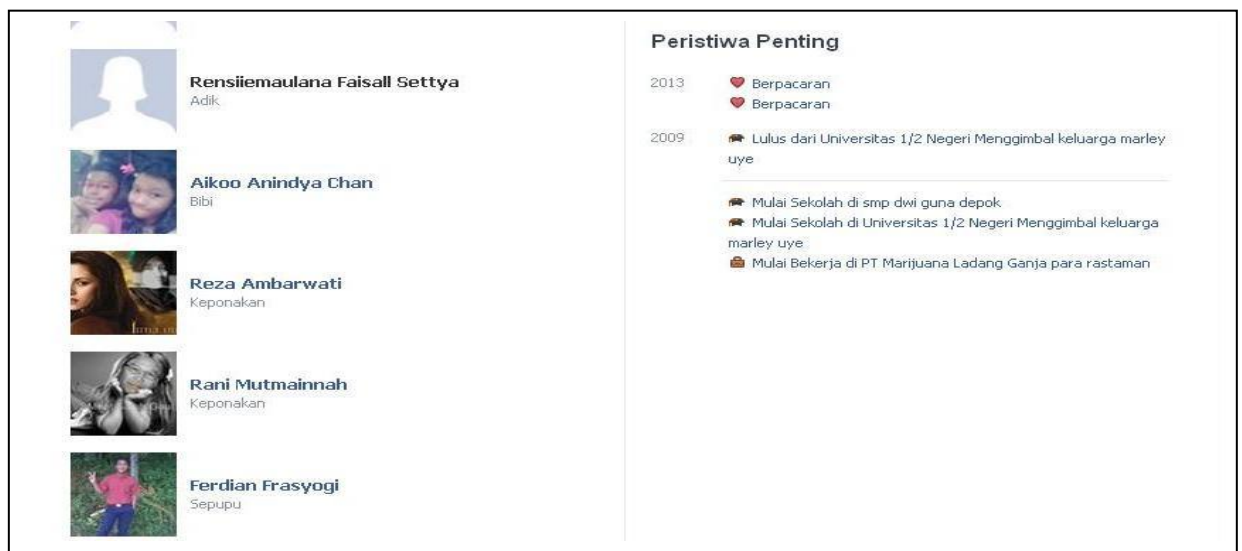 Rensiiemaulana Faisall Settya
Adik
Aikoo Anindya Chan
Bibi
Reza Ambarwati
Keponakan
Rani Mutmainnah
Keponakan
Ferdian Frasyogi
Sepupu
Peristiwa Penting
2013
Berpacaran
Berpacaran
2009
Lulus dari Universitas 1/2 Negeri Menggimbal keluarga marley
uye
Mulai Sekolah di smp dwi guna depok
Mulai Sekolah di Universitas 1/2 Negeri Menggimbal keluarga
marley uye
Mulai Bekerja di PT Marijuana Ladang Ganja para rastaman